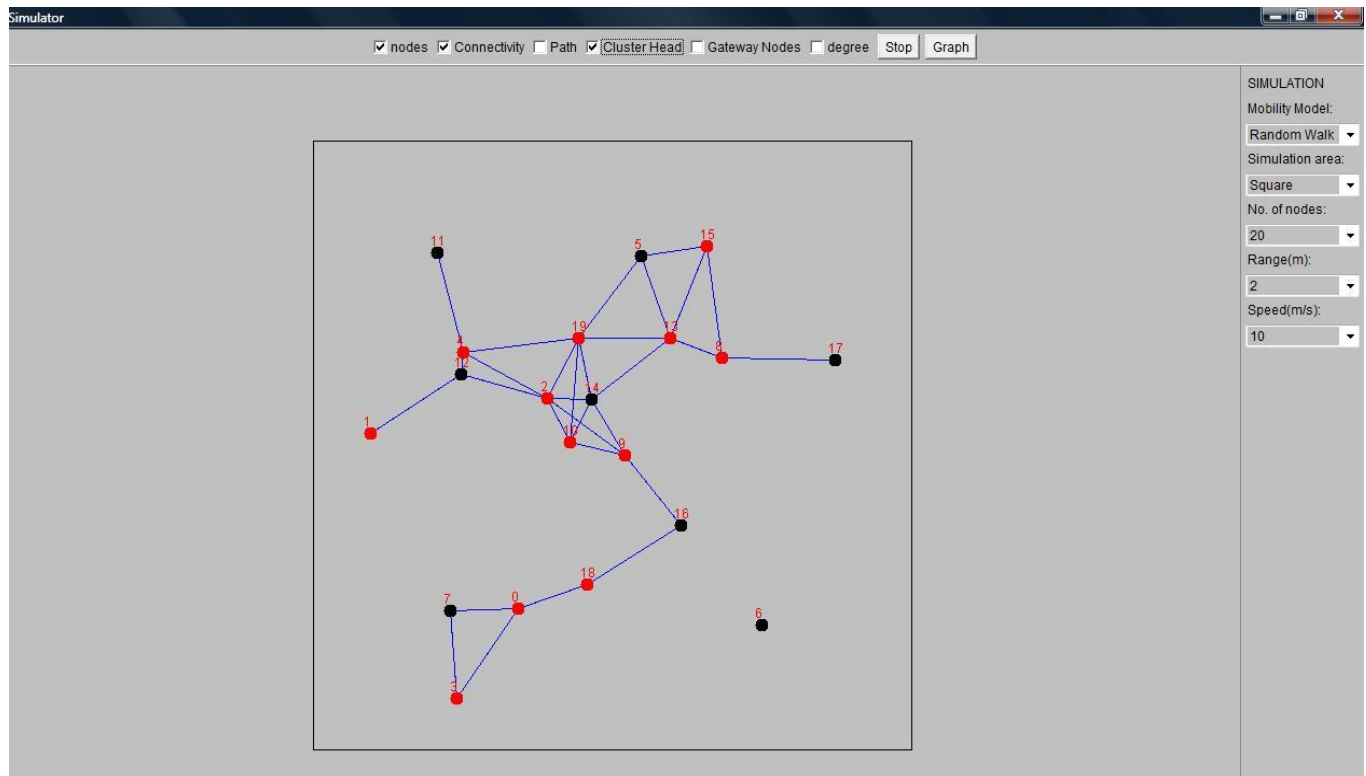 Simulator
nodes Connectivity Path Cluster Head Gateway Nodes degree Stop Graph
SIMULATION
Mobility Model:
Random Walk
Simulation area:
Square
No. of nodes:
20
Range(m):
2
Speed(m/s):
10
11
5
15
19
13
4
8
17
12
2
14
1
10
9
16
18
7
0
6
3